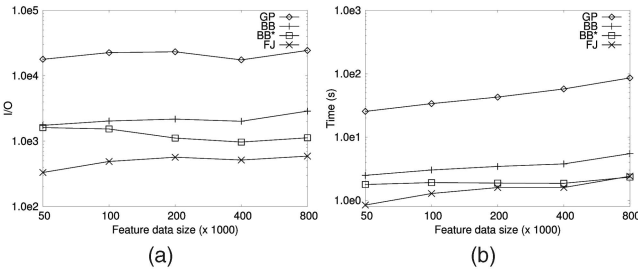 1.0e5
1.0e4
1.0e3
1.0e2
I/O
GP
BB
BB*
FJ
50 100 200 400 800
Feature data size (x 1000)
(a)
1.0e3
1.0e2
1.0e1
1.0e0
Time (s)
GP
BB
BB*
FJ
50 100 200 400 800
Feature data size (x 1000)
(b)